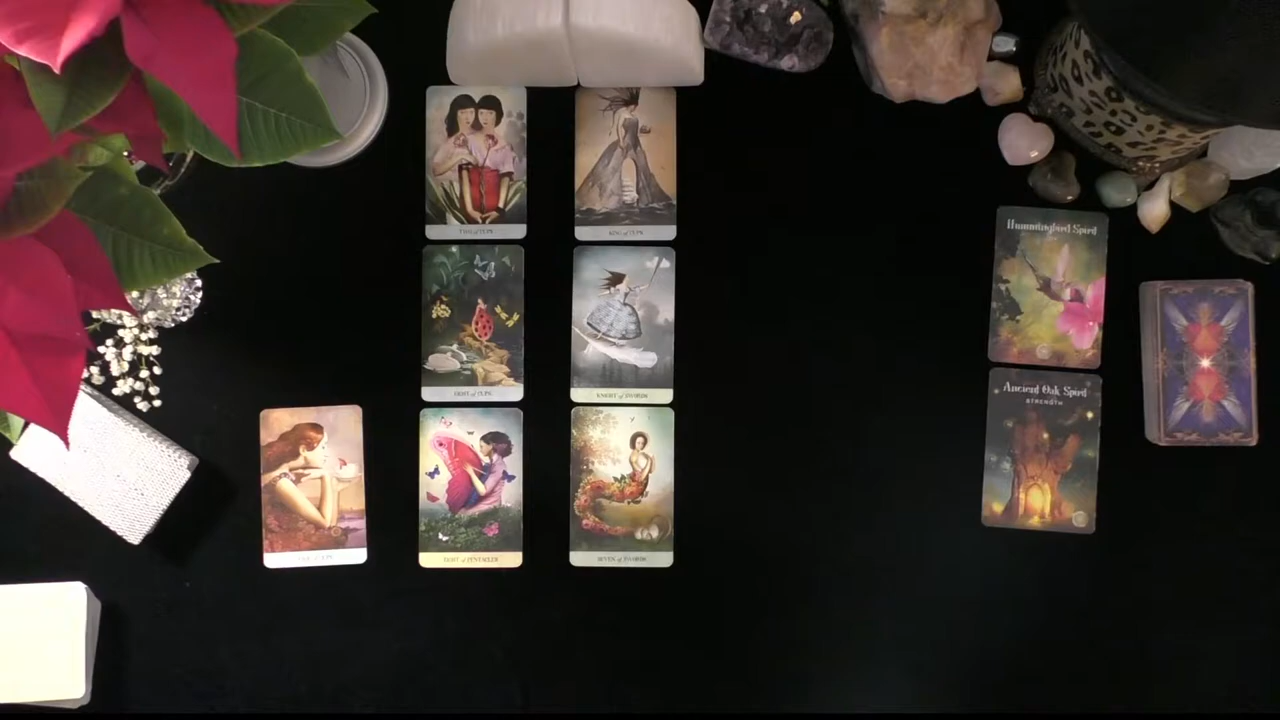 TWO of CUPS
KING of CUPS
EIGHT of CUPS
KNIGHT of SWORDS
EIGHT of PENTACLES
SEVEN of SWORDS
Hummingbird Spirit
Ancient Oak Spirit
STRENGTH